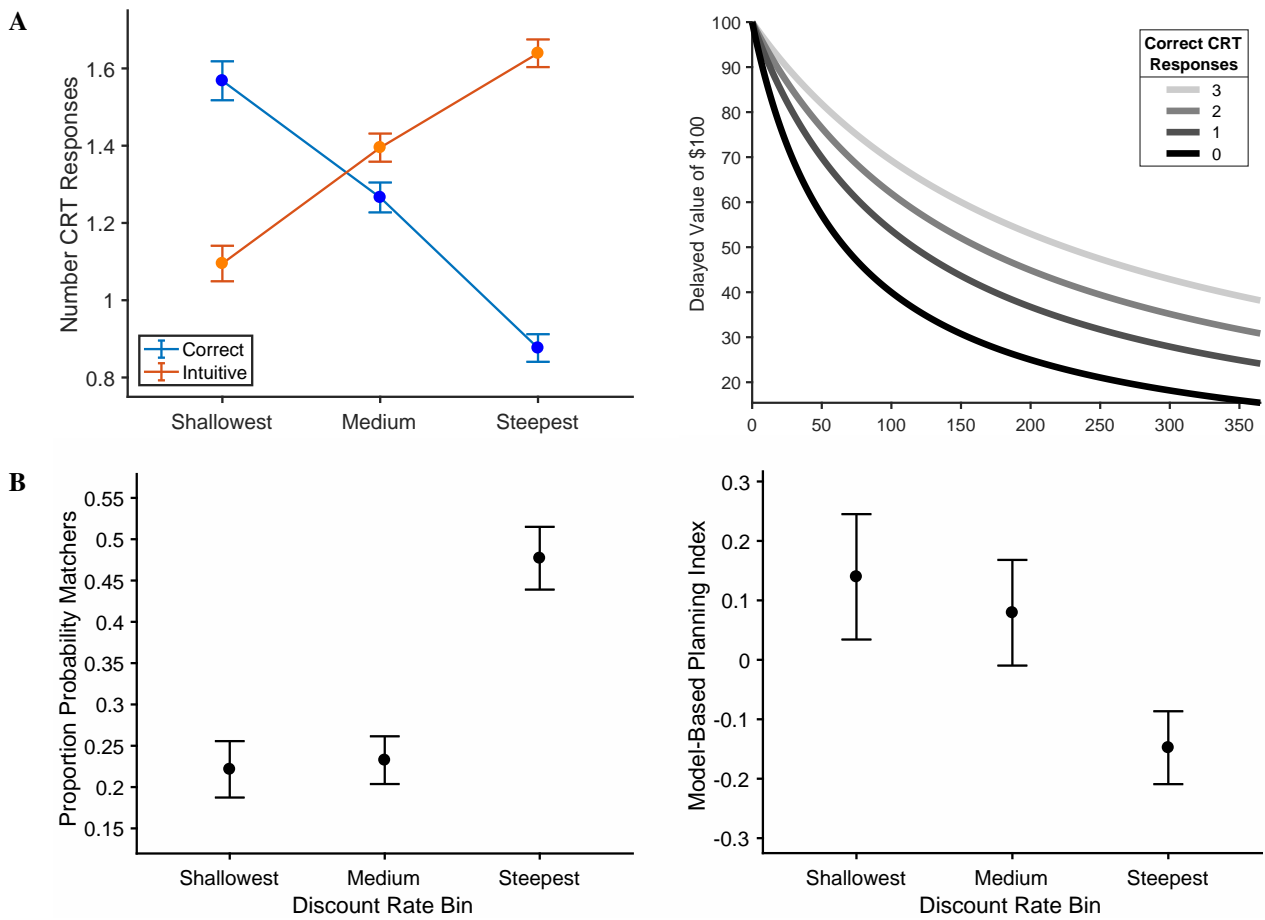 A
Number CRT Responses
1.6
1.4
1.2
1
0.8
Correct
Intuitive
Shallowest Medium Steepest
Delayed Value of $100
100
90
80
70
60
50
40
30
20
0 50 100 150 200 250 300 350
Correct CRT
Responses
3
2
1
0
B
Proportion Probability Matchers
0.55
0.5
0.45
0.4
0.35
0.3
0.25
0.2
0.15
Shallowest Medium Steepest
Discount Rate Bin
Model-Based Planning Index
0.3
0.2
0.1
0
-0.1
-0.2
-0.3
Shallowest Medium Steepest
Discount Rate Bin